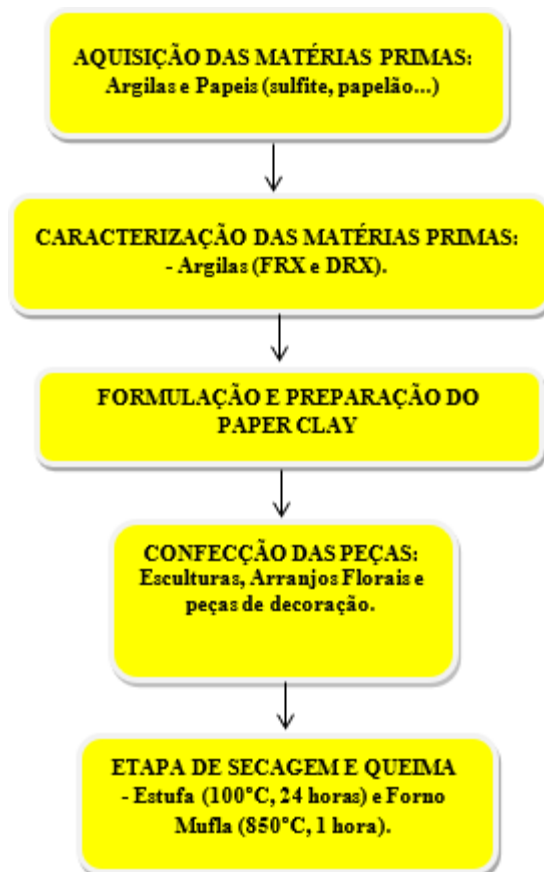 AQUISIÇÃO DAS MATÉRIAS PRIMAS:
Argilas e Papeis (sulfite, papelão...)
CARACTERIZAÇÃO DAS MATÉRIAS PRIMAS:
- Argilas (FRX e DRX).
FORMULAÇÃO E PREPARAÇÃO DO
PAPER CLAY
CONFECÇÃO DAS PEÇAS:
Esculturas, Arranjos Florais e
peças de decoração.
ETAPA DE SECAGEM E QUEIMA
- Estufa (100°C, 24 horas) e Forno
Mufla (850°C, 1 hora).